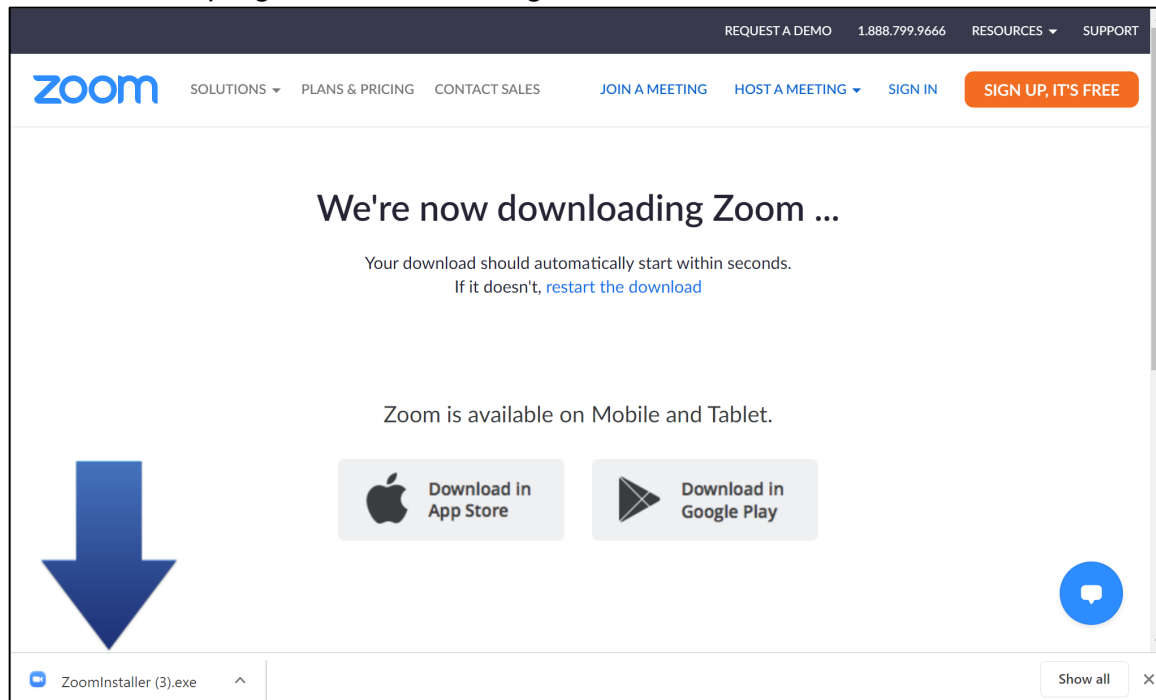 REQUEST A DEMO 1.888.799.9666 RESOURCES SUPPORT
zoom SOLUTIONS PLANS & PRICING CONTACT SALES JOIN A MEETING HOST A MEETING SIGN IN SIGN UP, IT'S FREE
We're now downloading Zoom ...
Your download should automatically start within seconds.
If it doesn't, restart the download
Zoom is available on Mobile and Tablet.
Download in
App Store
Download in
Google Play
ZoomInstaller (3).exe
Show all